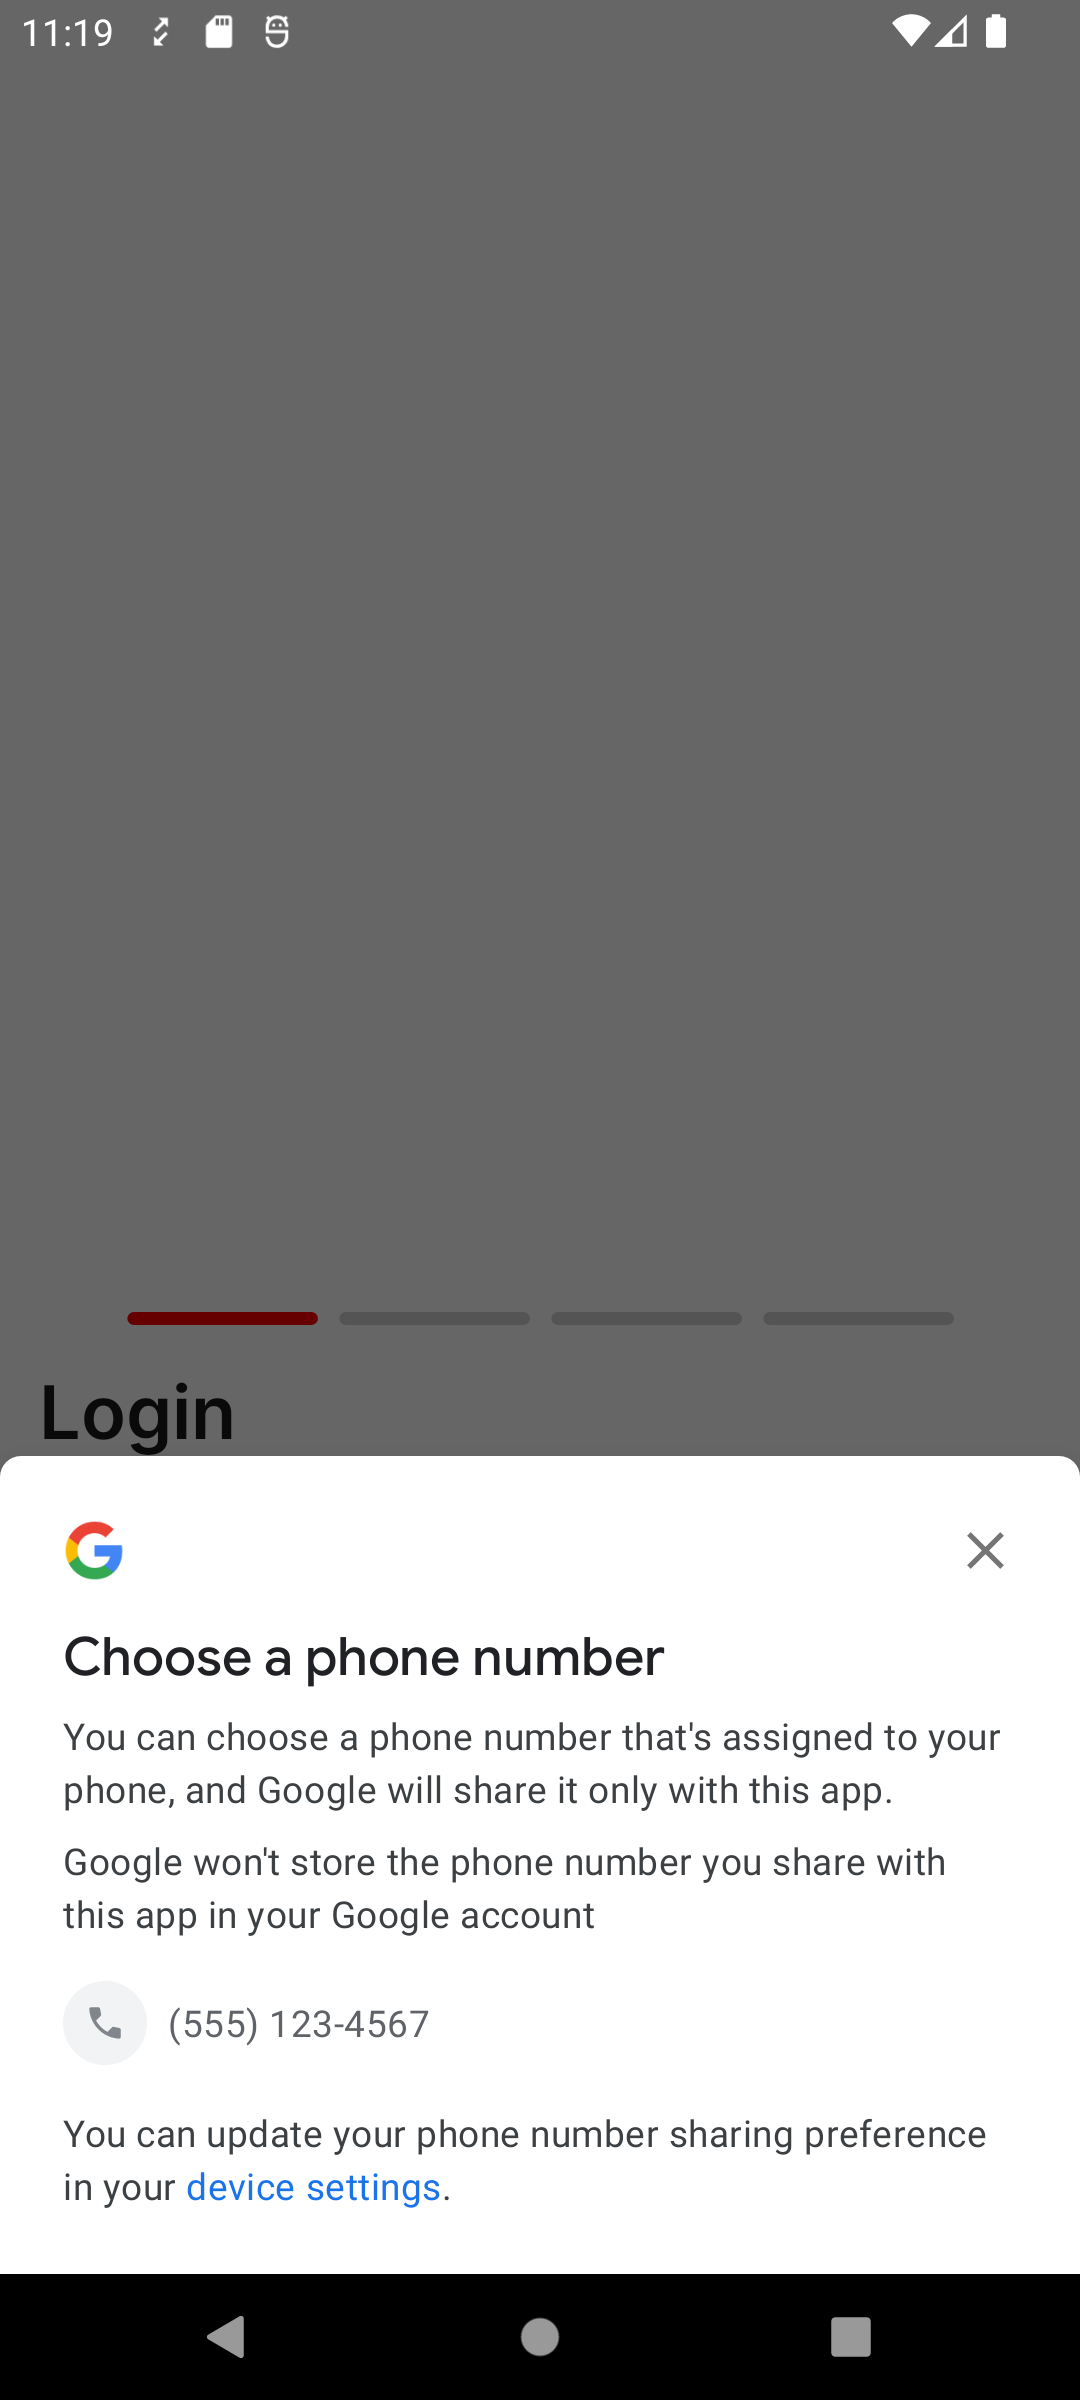 11:19
Login
Choose a phone number
You can choose a phone number that's assigned to your
phone, and Google will share it only with this app.
Google won't store the phone number you share with
this app in your Google account
(555) 123-4567
You can update your phone number sharing preference
in your device settings.